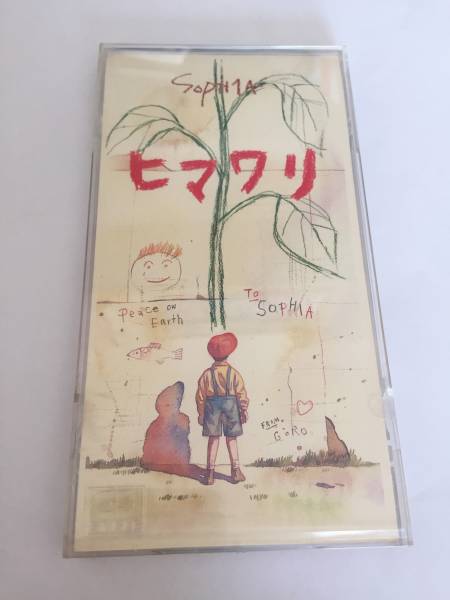 SOPHIA
ヒマワリ
Peace on
Earth
To
SOPHIA
FROM
GORO